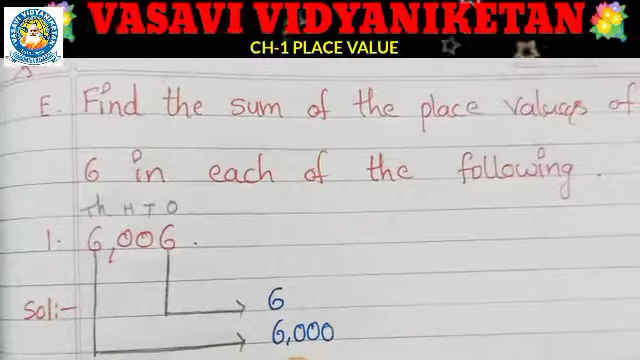 VASAVI VIDYANIKETAN
CH-1 PLACE VALUE
E. Find the sum of the place values of
6 in each of the following.
Th H T O
1. 6,006.
Sol:-
6
6,000